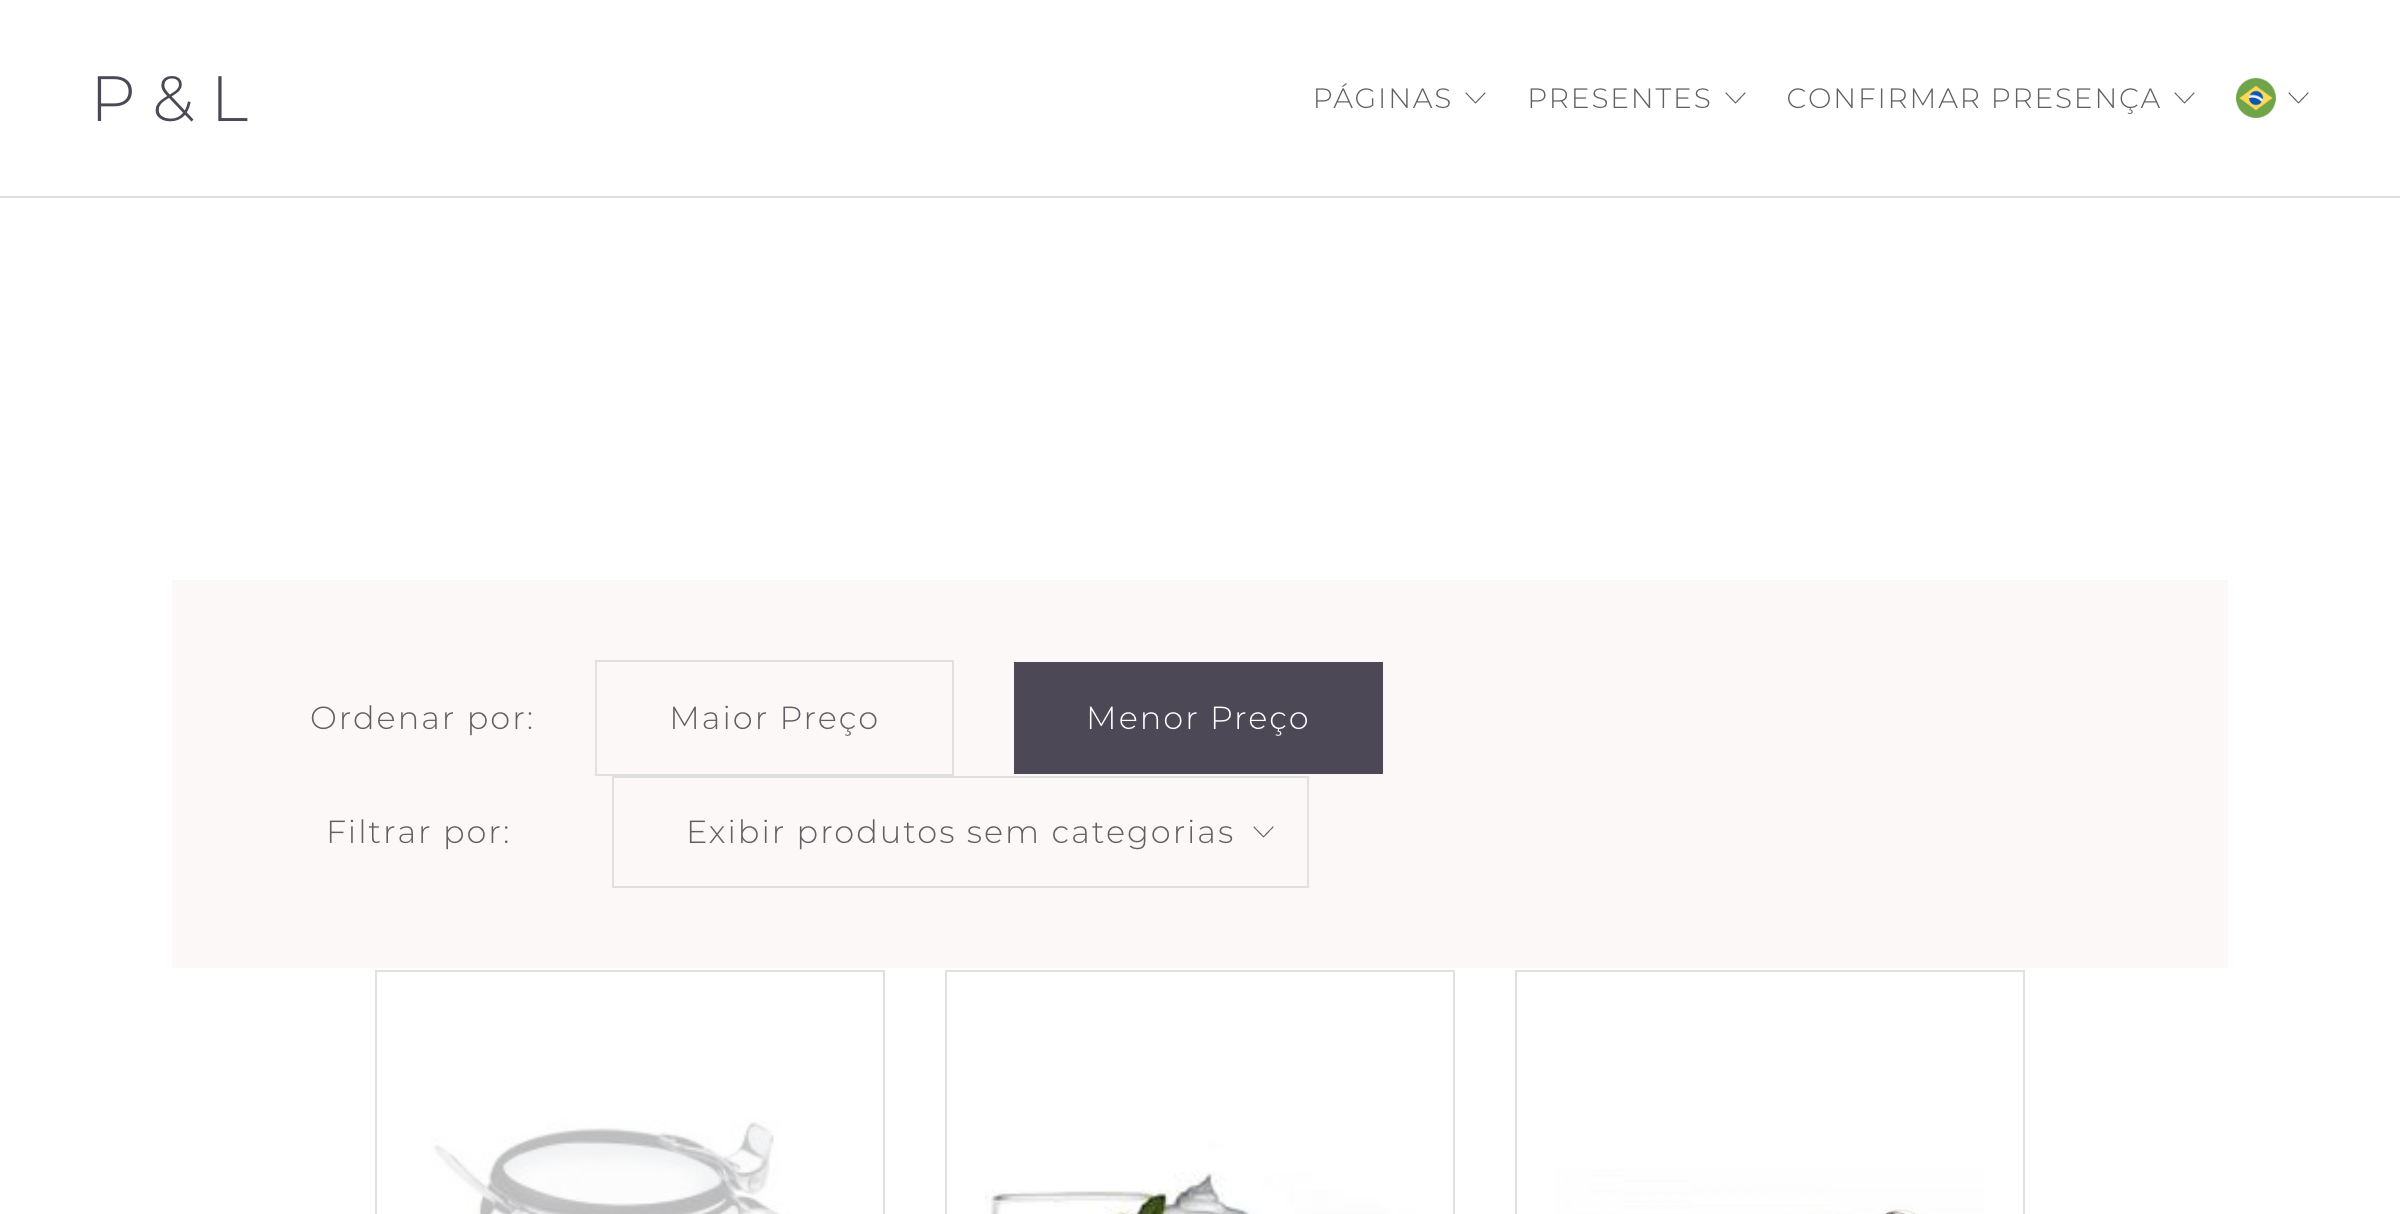 P & L
PÁGINAS PRESENTES CONFIRMAR PRESENÇA
Ordenar por: Maior Preço Menor Preço
Filtrar por: Exibir produtos sem categorias